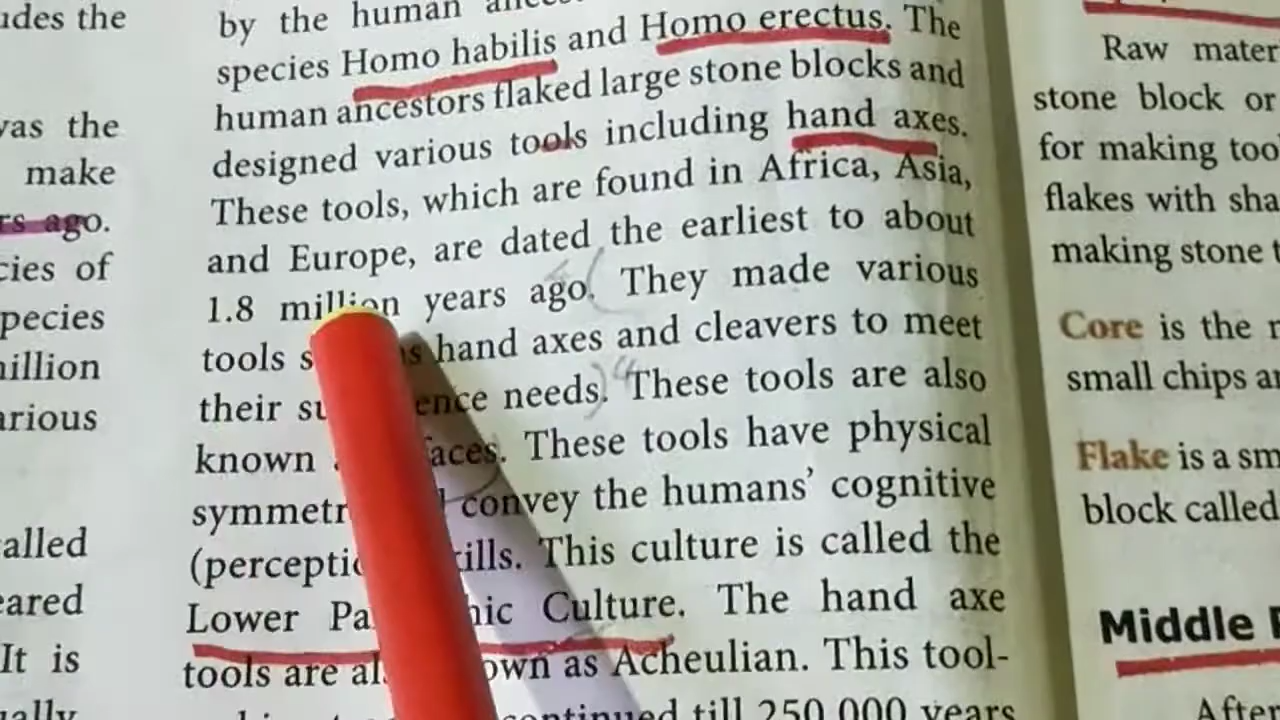 udes the
was the
make
rs ago.
cies of
pecies
illion
arious
alled
eared
It is
ually
by the human
species Homo habilis and Homo erectus. The
human ancestors flaked large stone blocks and
designed various tools including hand axes.
These tools, which are found in Africa, Asia,
and Europe, are dated the earliest to about
1.8 million years ago. They made various
tools s as hand axes and cleavers to meet
their su ence needs. These tools are also
known faces. These tools have physical
symmetr convey the humans' cognitive
(perceptio kills. This culture is called the
Lower Pa hic Culture. The hand axe
tools are al own as Acheulian. This tool-
continued till 250,000 years
Raw mater
stone block or
for making too
flakes with sha
making stone t
Core is the
small chips a
Flake is a sm
block called
Middle
After